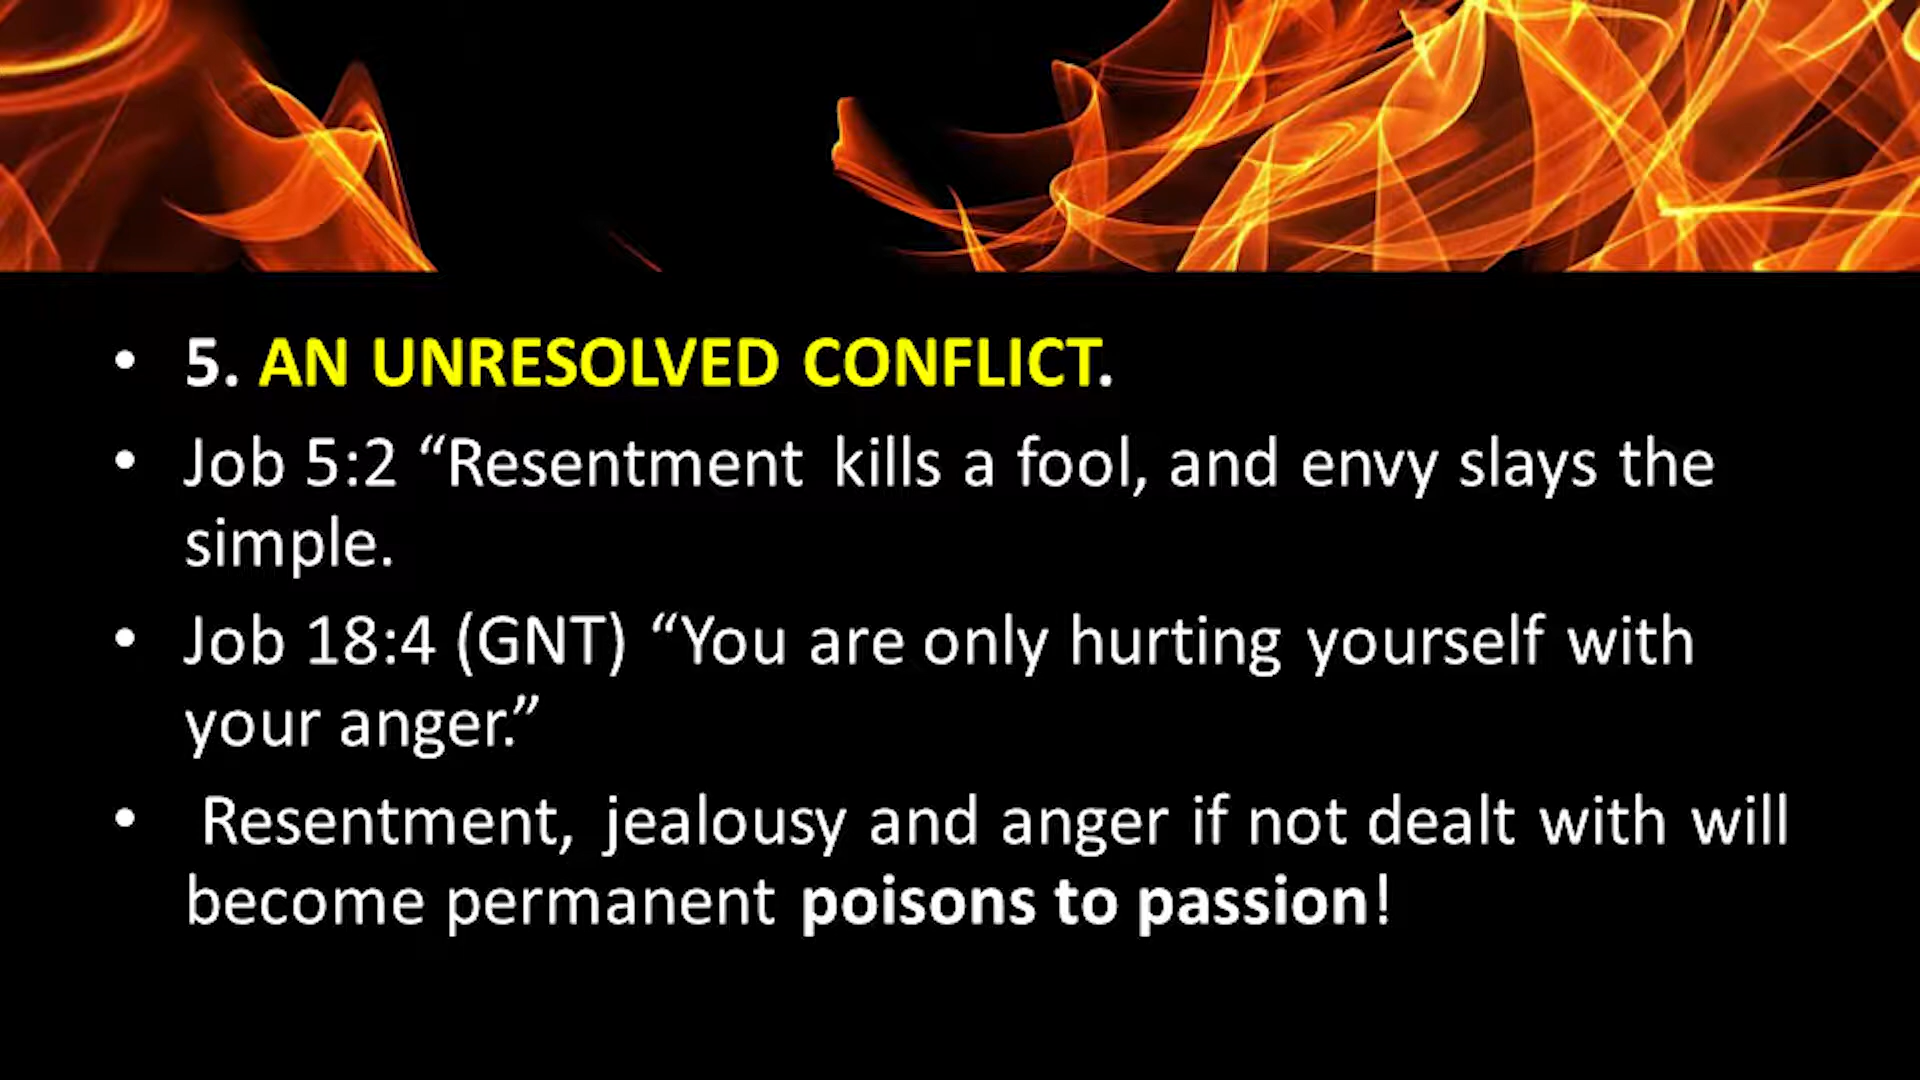 • 5. AN UNRESOLVED CONFLICT.
• Job 5:2 “Resentment kills a fool, and envy slays the
simple.
• Job 18:4 (GNT) “You are only hurting yourself with
your anger.”
• Resentment, jealousy and anger if not dealt with will
become permanent poisons to passion!